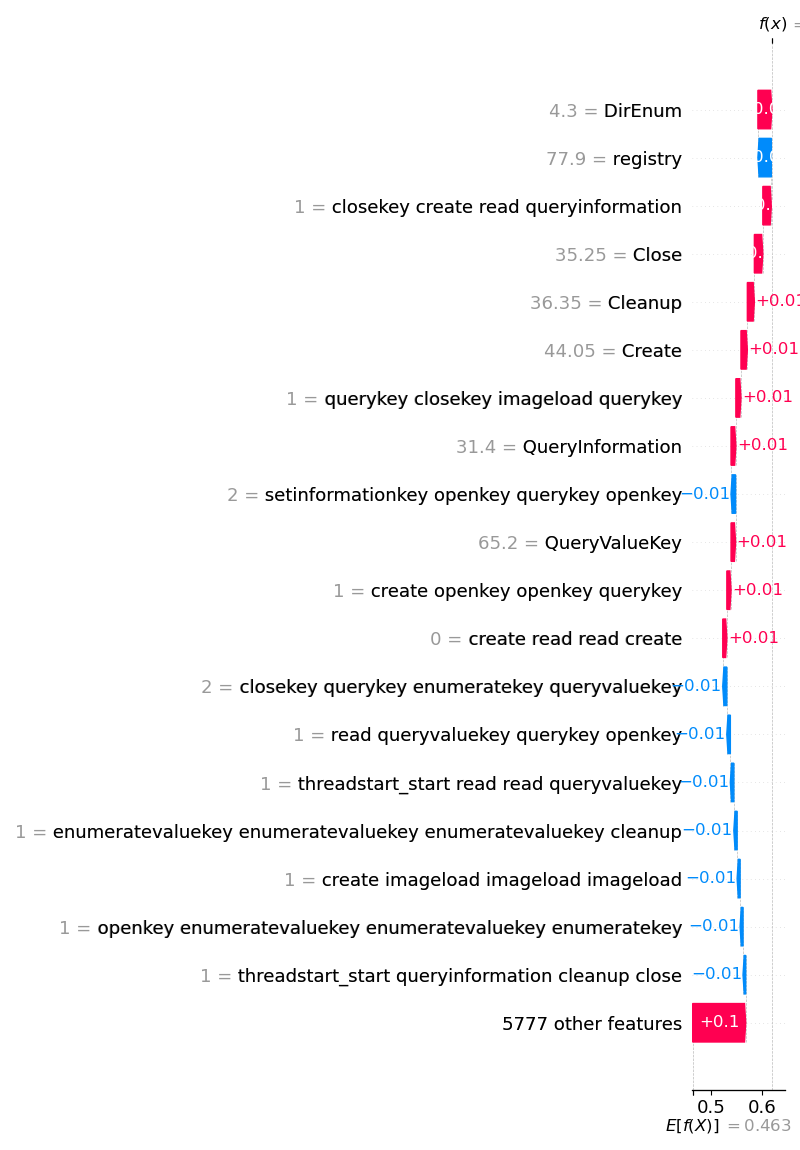 f(x) =
4.3 = DirEnum
77.9 = registry
1 = closekey create read queryinformation
35.25 = Close
36.35 = Cleanup +0.01
44.05 = Create +0.01
1 = querykey closekey imageload querykey +0.01
31.4 = QueryInformation +0.01
2 = setinformationkey openkey querykey openkey −0.01
65.2 = QueryValueKey +0.01
1 = create openkey openkey querykey +0.01
0 = create read read create +0.01
2 = closekey querykey enumeratekey queryvaluekey −0.01
1 = read queryvaluekey querykey openkey −0.01
1 = threadstart_start read read queryvaluekey −0.01
1 = enumeratevaluekey enumeratevaluekey enumeratevaluekey cleanup −0.01
1 = create imageload imageload imageload −0.01
1 = openkey enumeratevaluekey enumeratevaluekey enumeratekey −0.01
1 = threadstart_start queryinformation cleanup close −0.01
5777 other features +0.1
0.5 0.6
E[f(X)] = 0.463